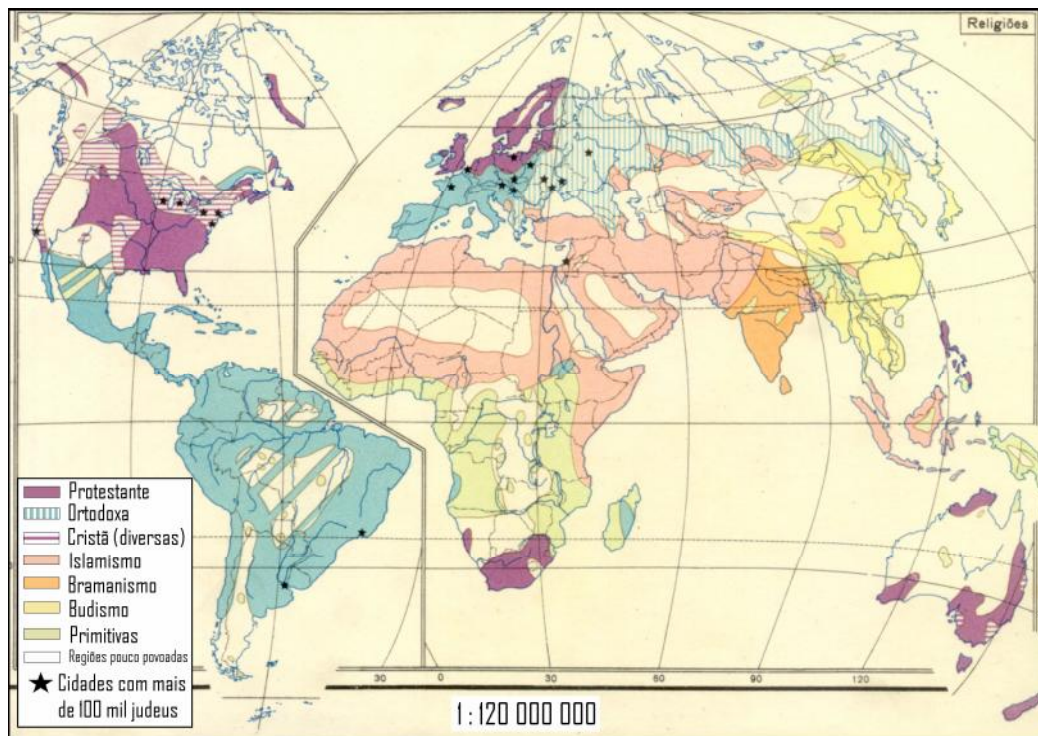 Religiões
Protestante
Ortodoxa
Cristã (diversas)
Islamismo
Bramanismo
Budismo
Primitivas
Regiões pouco povoadas
Cidades com mais
de 100 mil judeus
30 0 30 60 90 120
1 : 120 000 000